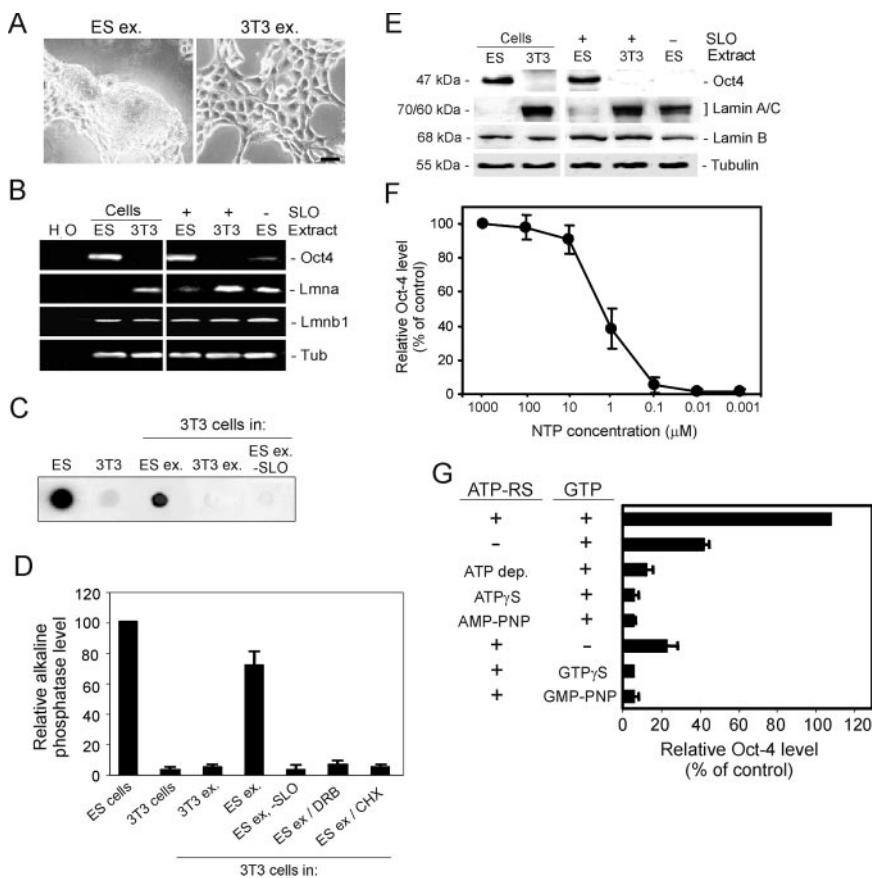 A
ES ex.
3T3 ex.
B
Cells
+ + - SLO
H O ES 3T3 ES 3T3 ES Extract
- Oct4
- Lmna
- Lmnb1
- Tub
C
3T3 cells in:
ES 3T3 ES ex. 3T3 ex. ES ex. -SLO
D
Relative alkaline phosphatase level
120
100
80
60
40
20
0
ES cells
3T3 cells
3T3 ex.
ES ex.
ES ex, -SLO
ES ex / DRB
ES ex / CHX
3T3 cells in:
E
Cells + + – SLO
ES 3T3 ES 3T3 ES Extract
47 kDa - - Oct4
70/60 kDa - ] Lamin A/C
68 kDa - - Lamin B
55 kDa - - Tubulin
F
Relative Oct-4 level
(% of control)
100
80
60
40
20
0
1000 100 10 1 0.1 0.01 0.001
NTP concentration (μM)
G
ATP-RS GTP
+ +
– +
ATP dep. +
ATPγS +
AMP-PNP +
+ –
+ GTPγS
+ GMP-PNP
0 20 40 60 80 100 120
Relative Oct-4 level
(% of control)